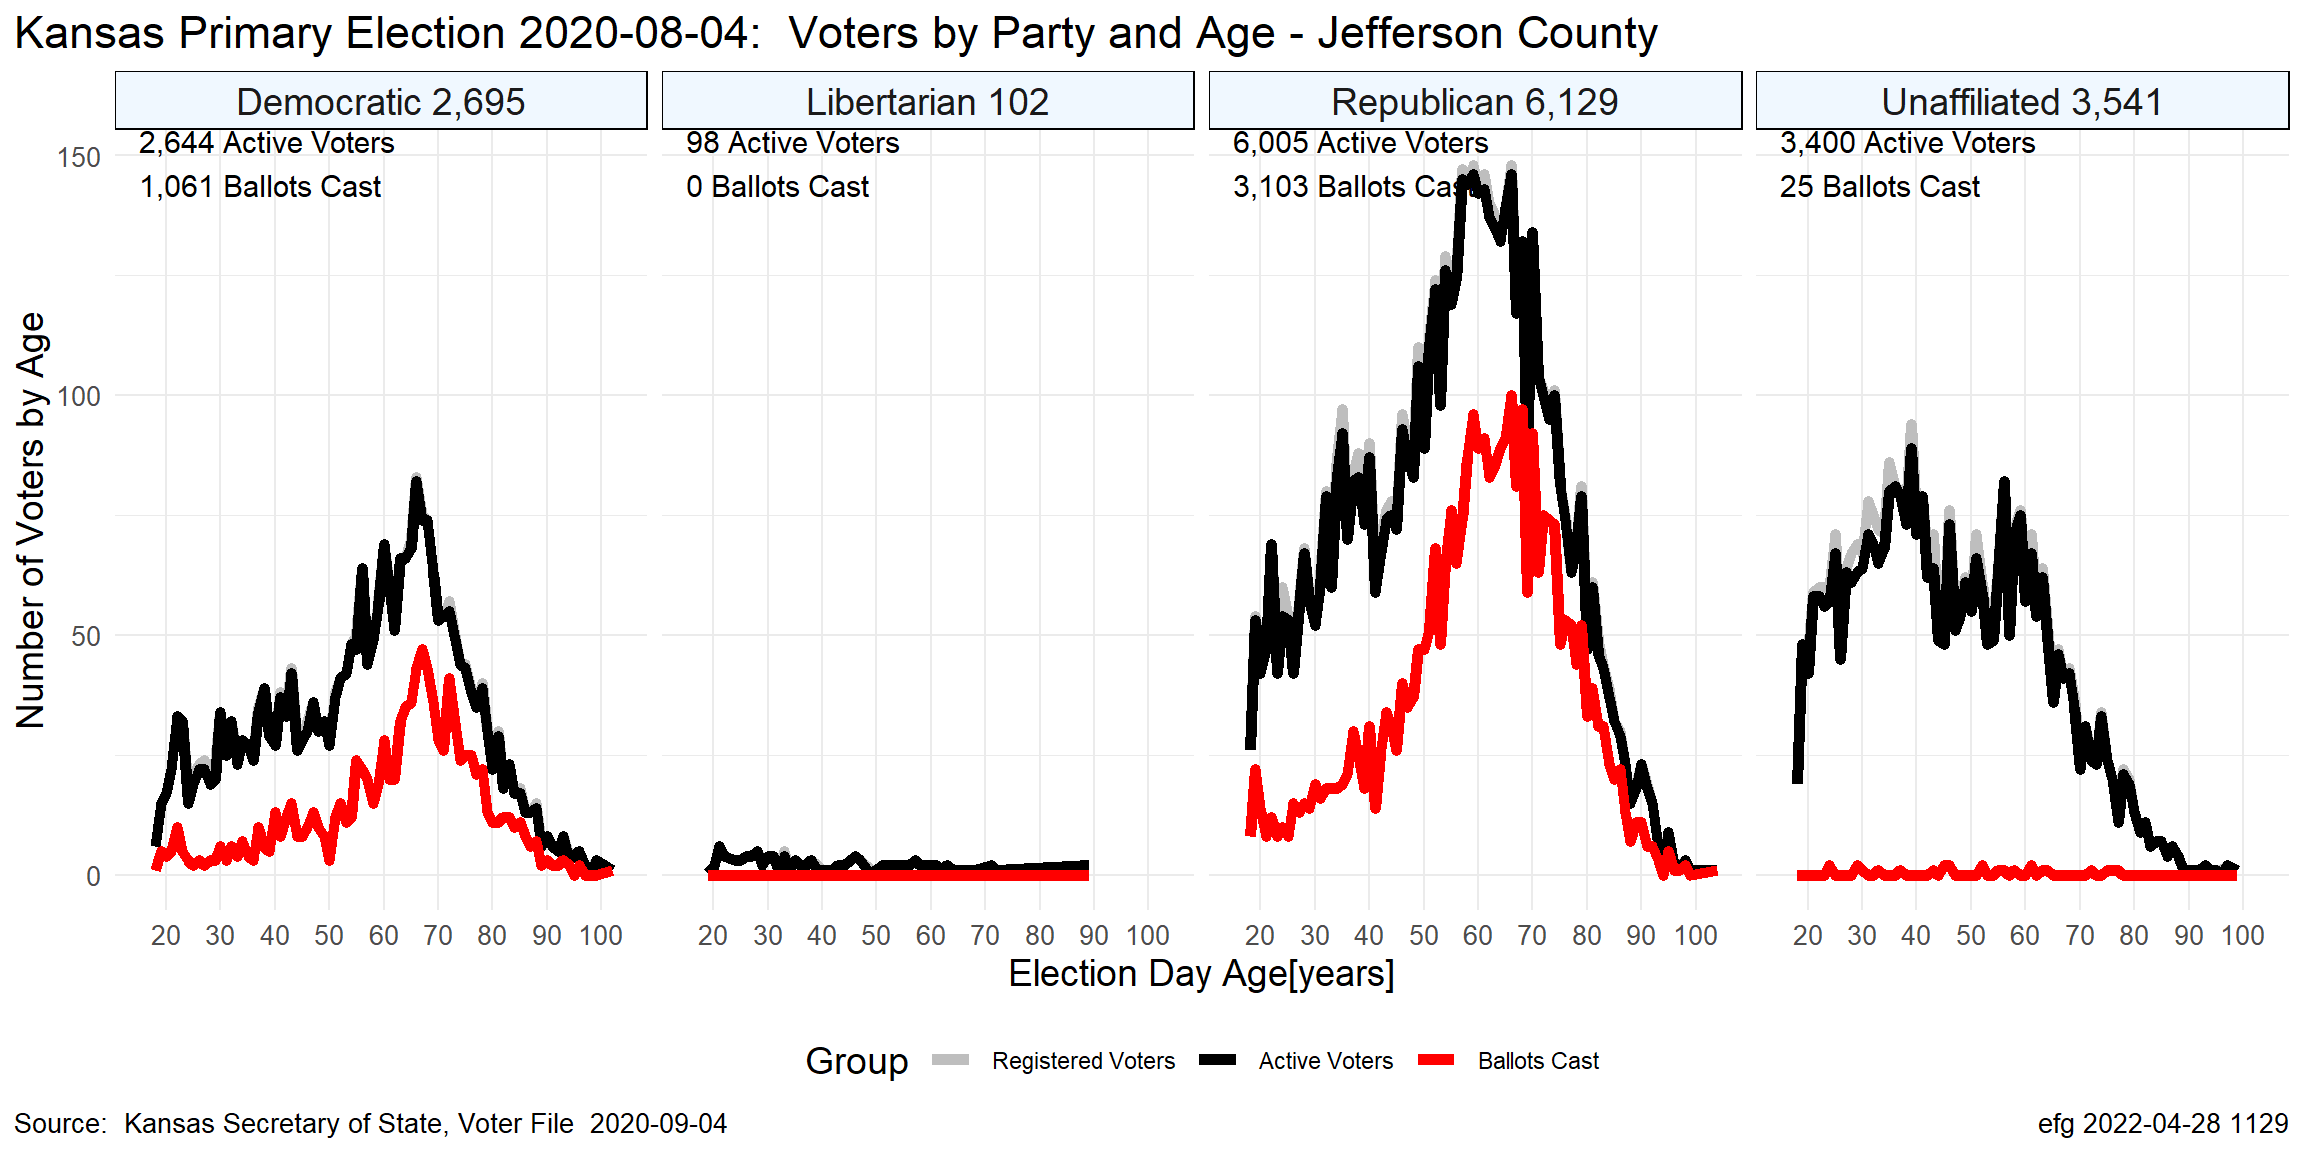 Kansas Primary Election 2020-08-04:  Voters by Party and Age - Jefferson County
Democratic 2,695
Libertarian 102
Republican 6,129
Unaffiliated 3,541
2,644 Active Voters
1,061 Ballots Cast
98 Active Voters
0 Ballots Cast
6,005 Active Voters
3,103 Ballots Cast
3,400 Active Voters
25 Ballots Cast
Number of Voters by Age
150
100
50
0
20 30 40 50 60 70 80 90 100
20 30 40 50 60 70 80 90 100
20 30 40 50 60 70 80 90 100
20 30 40 50 60 70 80 90 100
Election Day Age[years]
Group Registered Voters Active Voters Ballots Cast
Source:  Kansas Secretary of State, Voter File  2020-09-04
efg 2022-04-28 1129